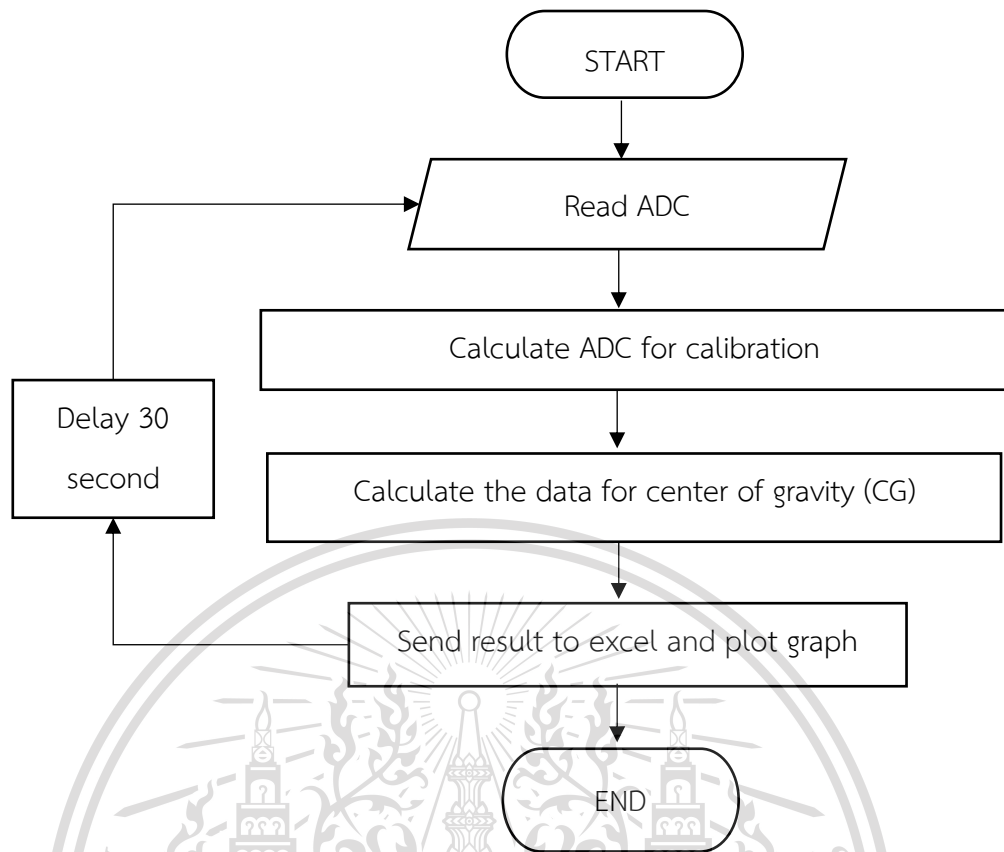 START
Read ADC
Calculate ADC for calibration
Delay 30
second
Calculate the data for center of gravity (CG)
Send result to excel and plot graph
END